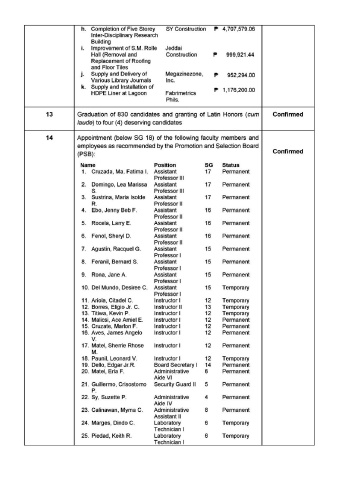 h. Completion of Five Storey Inter-Disciplinary Research Building SY Construction ₱ 4,707,579.06
i. Improvement of S.M. Rolle Hall (Removal and Replacement of Roofing and Floor Tiles Jeddai Construction ₱ 999,921.44
j. Supply and Delivery of Various Library Journals Megazinezone, Inc. ₱ 952,294.00
k. Supply and Installation of HDPE Liner at Lagoon Fabrimetrics Phils. ₱ 1,176,200.00
13 Graduation of 830 candidates and granting of Latin Honors (cum Confirmed
laude) to four (4) deserving candidates
14 Appointment (below SG 18) of the following faculty members and
employees as recommended by the Promotion and Selection Board
(PSB): Confirmed
Name Position SG Status
1. Cruzada, Ma. Fatima I. Assistant Professor III 17 Permanent
2. Domingo, Lea Marissa S. Assistant Professor III 17 Permanent
3. Sustrina, Maria Isolde R. Assistant Professor II 17 Permanent
4. Ebo, Jenny Beb F. Assistant Professor II 16 Permanent
5. Rocela, Larry E. Assistant Professor II 16 Permanent
6. Fenol, Sheryl D. Assistant Professor II 16 Permanent
7. Agustin, Racquel G. Assistant Professor I 15 Permanent
8. Feranil, Bernard S. Assistant Professor I 15 Permanent
9. Rona, Jane A. Assistant Professor I 15 Permanent
10. Del Mundo, Desiree C. Assistant Professor I 15 Temporary
11. Ariola, Citadel C. Instructor I 12 Temporary
12. Borres, Eligio Jr. C. Instructor II 13 Temporary
13. Titiwa, Kevin P. Instructor I 12 Temporary
14. Malicsi, Ace Amiel E. Instructor I 12 Permanent
15. Cruzate, Marlon F. Instructor I 12 Permanent
16. Aves, James Angelo V. Instructor I 12 Permanent
17. Matel, Sherrie Rhose M. Instructor I 12 Permanent
18. Paunil, Leonard V. Instructor I 12 Temporary
19. Dello, Edgar Jr.R. Board Secretary I 14 Permanent
20. Matel, Erla F. Administrative Aide VI 6 Permanent
21. Guillermo, Crisostomo P. Security Guard II 5 Permanent
22. Sy, Suzette P. Administrative Aide IV 4 Permanent
23. Calinawan, Myrna C. Administrative Assistant II 8 Permanent
24. Marges, Dindo C. Laboratory Technician I 6 Temporary
25. Piedad, Keith R. Laboratory Technician I 6 Temporary